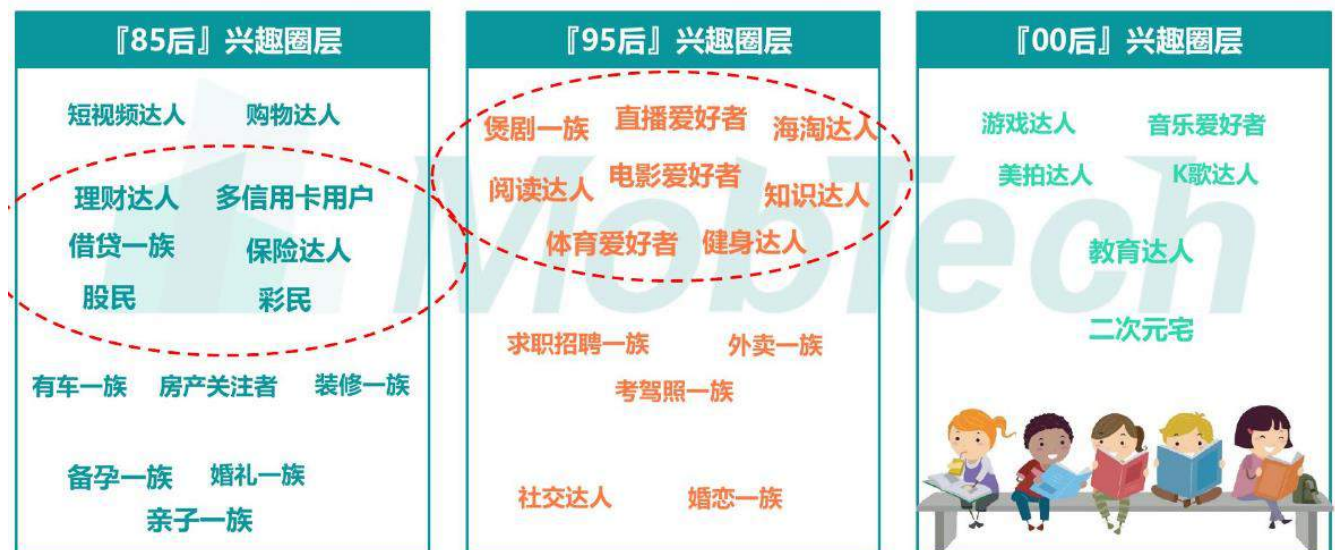 『85后』兴趣圈层
短视频达人 购物达人
理财达人 多信用卡用户
借贷一族 保险达人
股民 彩民
有车一族 房产关注者 装修一族
备孕一族 婚礼一族
亲子一族
『95后』兴趣圈层
煲剧一族 直播爱好者 海淘达人
阅读达人 电影爱好者 知识达人
体育爱好者 健身达人
求职招聘一族 外卖一族
考驾照一族
社交达人 婚恋一族
『00后』兴趣圈层
游戏达人 音乐爱好者
美拍达人 K歌达人
教育达人
二次元宅
MobTech